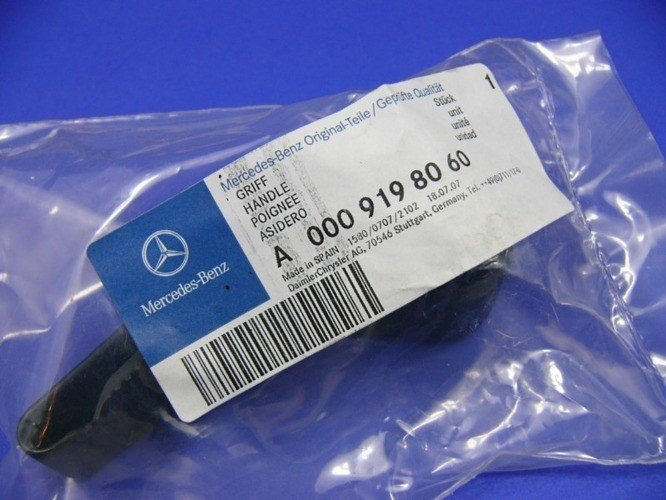 Mercedes-Benz Original-Teile / Geprüfte Qualität
GRIFF
HANDLE
POIGNEE
ASIDERO
1
Stück
unit
unité
unidad
A 000 919 80 60
Made in SPAIN 1580/0707/2102 18.07.07
DaimlerChrysler AG, 70546 Stuttgart, Germany, Tel.
Mercedes-Benz